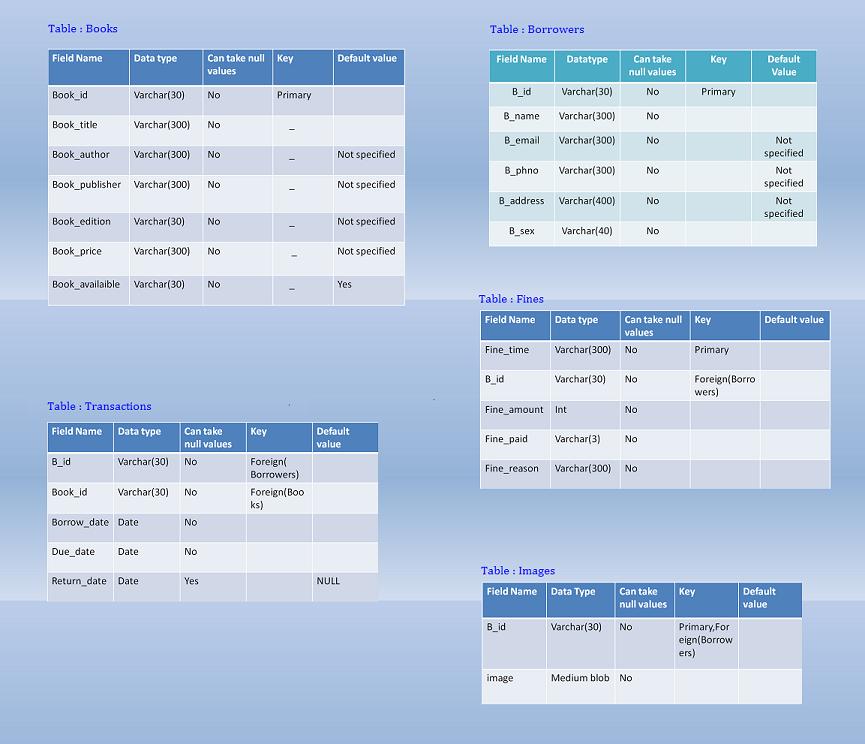 Table : Books
Field Name Data type Can take null values Key Default value
Book_id Varchar(30) No Primary
Book_title Varchar(300) No _
Book_author Varchar(300) No _ Not specified
Book_publisher Varchar(300) No _ Not specified
Book_edition Varchar(30) No _ Not specified
Book_price Varchar(300) No _ Not specified
Book_availaible Varchar(30) No _ Yes
Table : Borrowers
Field Name Datatype Can take null values Key Default Value
B_id Varchar(30) No Primary
B_name Varchar(300) No
B_email Varchar(300) No Not specified
B_phno Varchar(300) No Not specified
B_address Varchar(400) No Not specified
B_sex Varchar(40) No
Table : Fines
Field Name Data type Can take null values Key Default value
Fine_time Varchar(300) No Primary
B_id Varchar(30) No Foreign(Borrowers)
Fine_amount Int No
Fine_paid Varchar(3) No
Fine_reason Varchar(300) No
Table : Transactions
Field Name Data type Can take null values Key Default value
B_id Varchar(30) No Foreign( Borrowers)
Book_id Varchar(30) No Foreign(Books)
Borrow_date Date No
Due_date Date No
Return_date Date Yes NULL
Table : Images
Field Name Data Type Can take null values Key Default value
B_id Varchar(30) No Primary,Foreign(Borrowers)
image Medium blob No